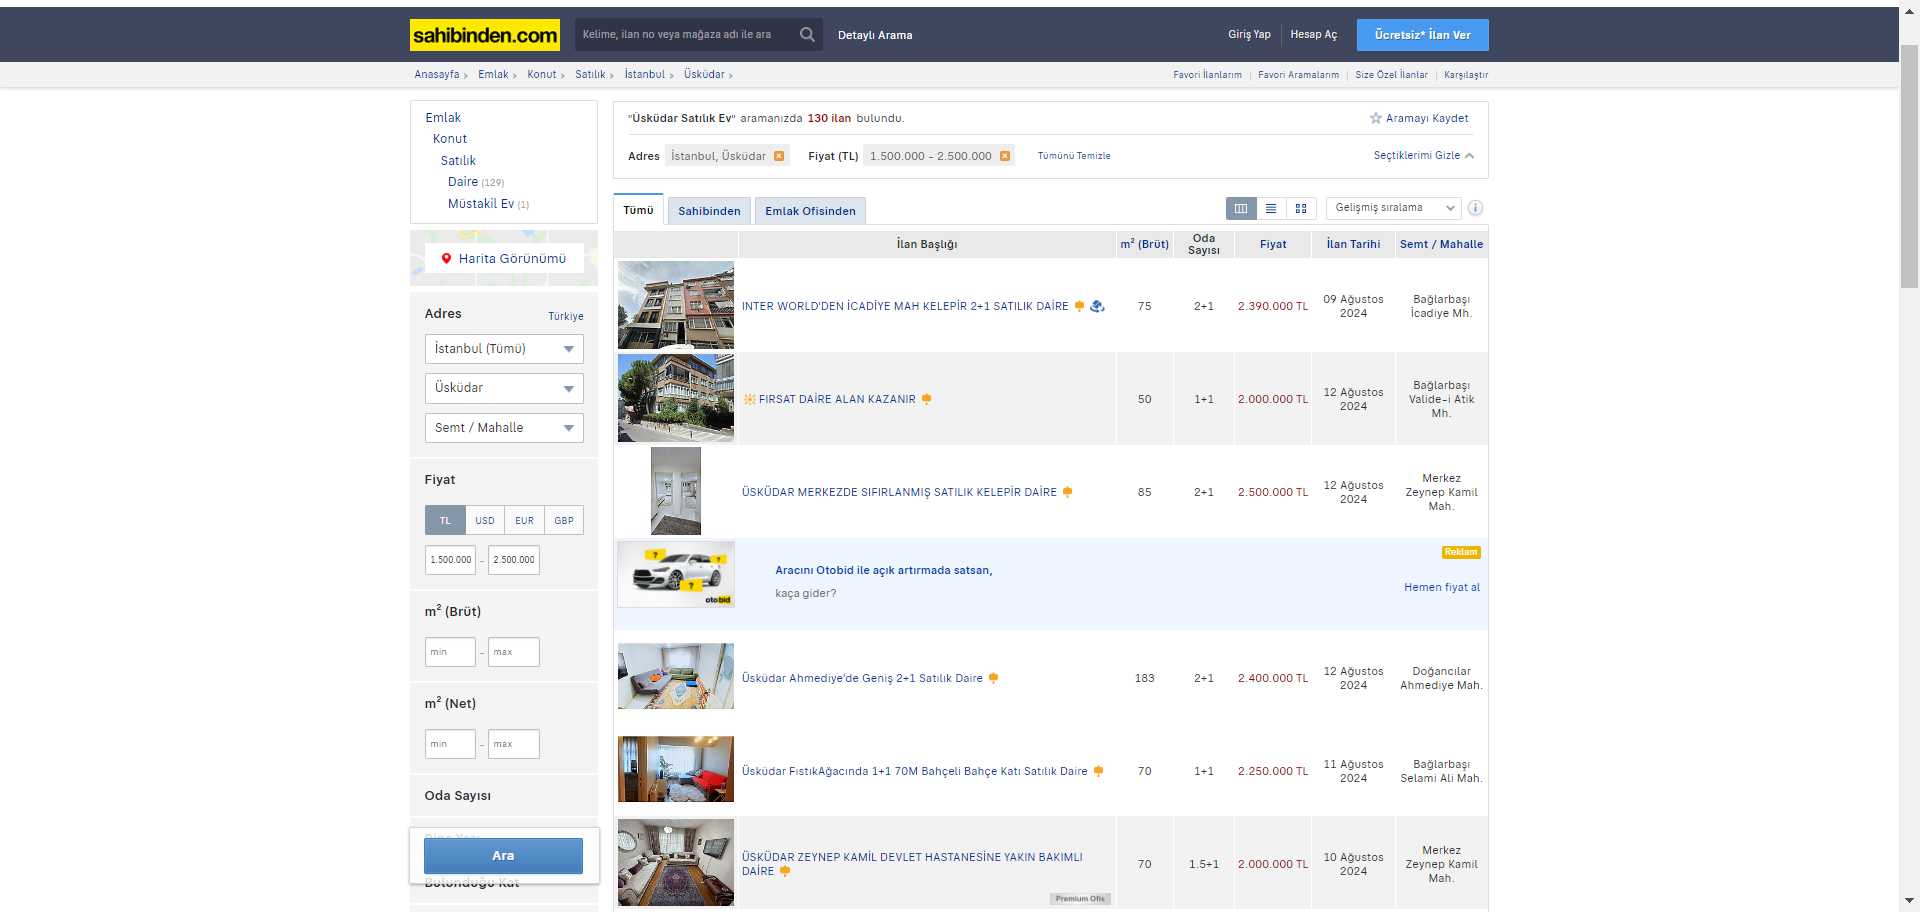 sahibinden.com
Kelime, ilan no veya mağaza adı ile ara
Detaylı Arama
Giriş Yap
Hesap Aç
Ücretsiz* İlan Ver
Anasayfa
Emlak
Konut
Satılık
İstanbul
Üsküdar
Favori İlanlarım
Favori Aramalarım
Size Özel İlanlar
Karşılaştır
Emlak
Konut
Satılık
Daire (129)
Müstakil Ev (1)
Harita Görünümü
Adres
Türkiye
İstanbul (Tümü)
Üsküdar
Semt / Mahalle
Fiyat
TL
USD
EUR
GBP
1.500.000 - 2.500.000
m² (Brüt)
min - max
m² (Net)
min - max
Oda Sayısı
Ara
Bulunduğu Kat
"Üsküdar Satılık Ev" aramanızda 130 ilan bulundu.
Aramayı Kaydet
Adres
İstanbul, Üsküdar
Fiyat (TL)
1.500.000 - 2.500.000
Tümünü Temizle
Seçtiklerimi Gizle
Tümü
Sahibinden
Emlak Ofisinden
Gelişmiş sıralama
İlan Başlığı
m² (Brüt)
Oda
Sayısı
Fiyat
İlan Tarihi
Semt / Mahalle
INTER WORLD'DEN İCADİYE MAH KELEPİR 2+1 SATILIK DAİRE
75
2+1
2.390.000 TL
09 Ağustos
2024
Bağlarbaşı
İcadiye Mh.
FIRSAT DAİRE ALAN KAZANIR
50
1+1
2.000.000 TL
12 Ağustos
2024
Bağlarbaşı
Valide-i Atik
Mh.
ÜSKÜDAR MERKEZDE SIFIRLANMIŞ SATILIK KELEPİR DAİRE
85
2+1
2.500.000 TL
12 Ağustos
2024
Merkez
Zeynep Kamil
Mah.
otobid
Aracını Otobid ile açık artırmada satsan,
kaça gider?
Reklam
Hemen fiyat al
Üsküdar Ahmediye'de Geniş 2+1 Satılık Daire
183
2+1
2.400.000 TL
12 Ağustos
2024
Doğancılar
Ahmediye Mah.
Üsküdar FıstıkAğacında 1+1 70M Bahçeli Bahçe Katı Satılık Daire
70
1+1
2.250.000 TL
11 Ağustos
2024
Bağlarbaşı
Selami Ali Mah.
ÜSKÜDAR ZEYNEP KAMİL DEVLET HASTANESİNE YAKIN BAKIMLI
DAİRE
Premium Ofis
70
1.5+1
2.000.000 TL
10 Ağustos
2024
Merkez
Zeynep Kamil
Mah.